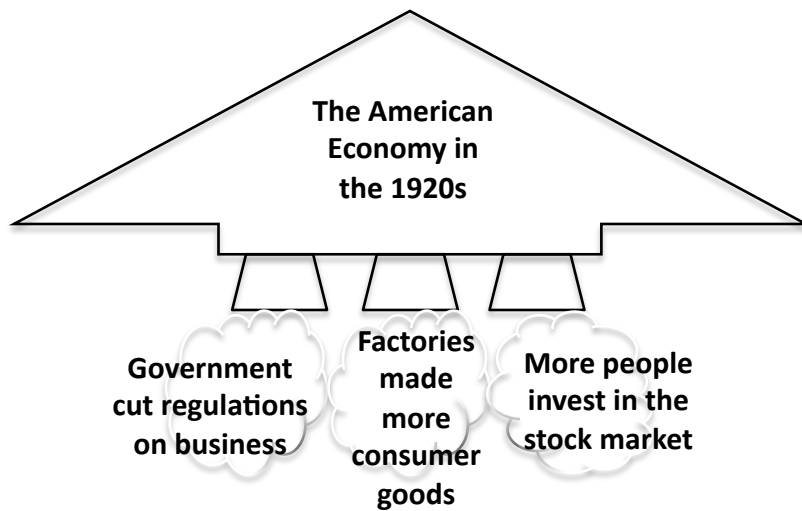 The American
Economy in
the 1920s
Government
cut regulations
on business
Factories
made
more
consumer
goods
More people
invest in the
stock market